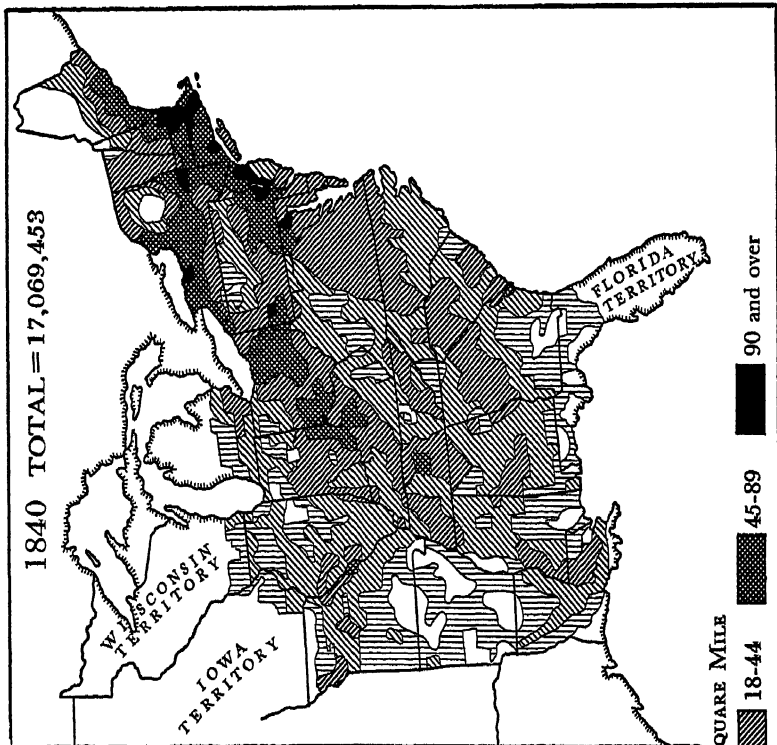 1840 TOTAL = 17,069,453
WISCONSIN
TERRITORY
IOWA
TERRITORY
FLORIDA
TERRITORY
MILE
18-44
45-89
90 and over